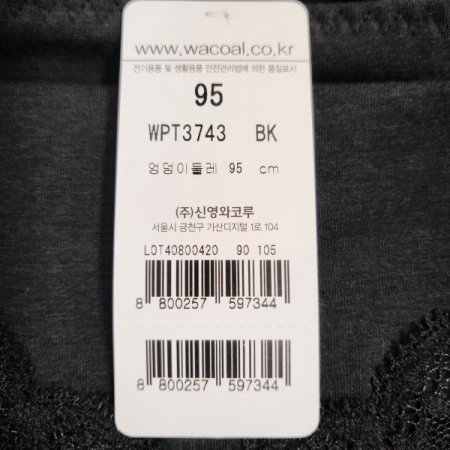 www.wacoal.co.kr
전기용품 및 생활용품 안전관리법에 의한 품질표시
95
WPT3743 BK
엉덩이둘레 95 cm
(주)신영와코루
서울시 금천구 가산디지털 1로 104
LOT40800420 90 105
8 800257 597344
8 800257 597344